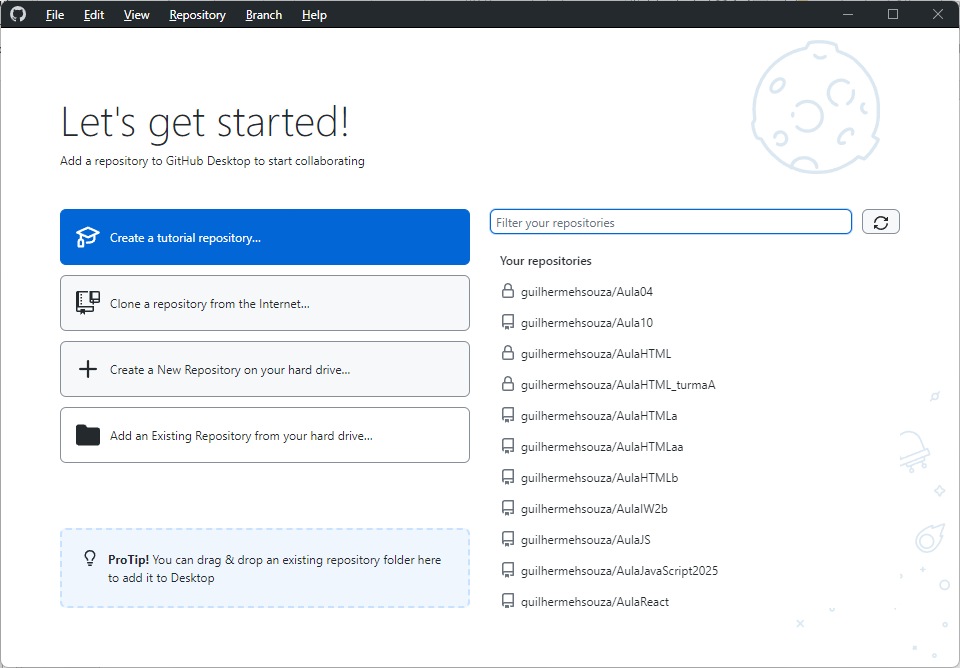 File Edit View Repository Branch Help
Let's get started!
Add a repository to GitHub Desktop to start collaborating
Create a tutorial repository...
Clone a repository from the Internet...
Create a New Repository on your hard drive...
Add an Existing Repository from your hard drive...
ProTip! You can drag & drop an existing repository folder here
to add it to Desktop
Filter your repositories
Your repositories
guilhermehsouza/Aula04
guilhermehsouza/Aula10
guilhermehsouza/AulaHTML
guilhermehsouza/AulaHTML_turmaA
guilhermehsouza/AulaHTMLa
guilhermehsouza/AulaHTMLaa
guilhermehsouza/AulaHTMLb
guilhermehsouza/AulaIW2b
guilhermehsouza/AulaJS
guilhermehsouza/AulaJavaScript2025
guilhermehsouza/AulaReact